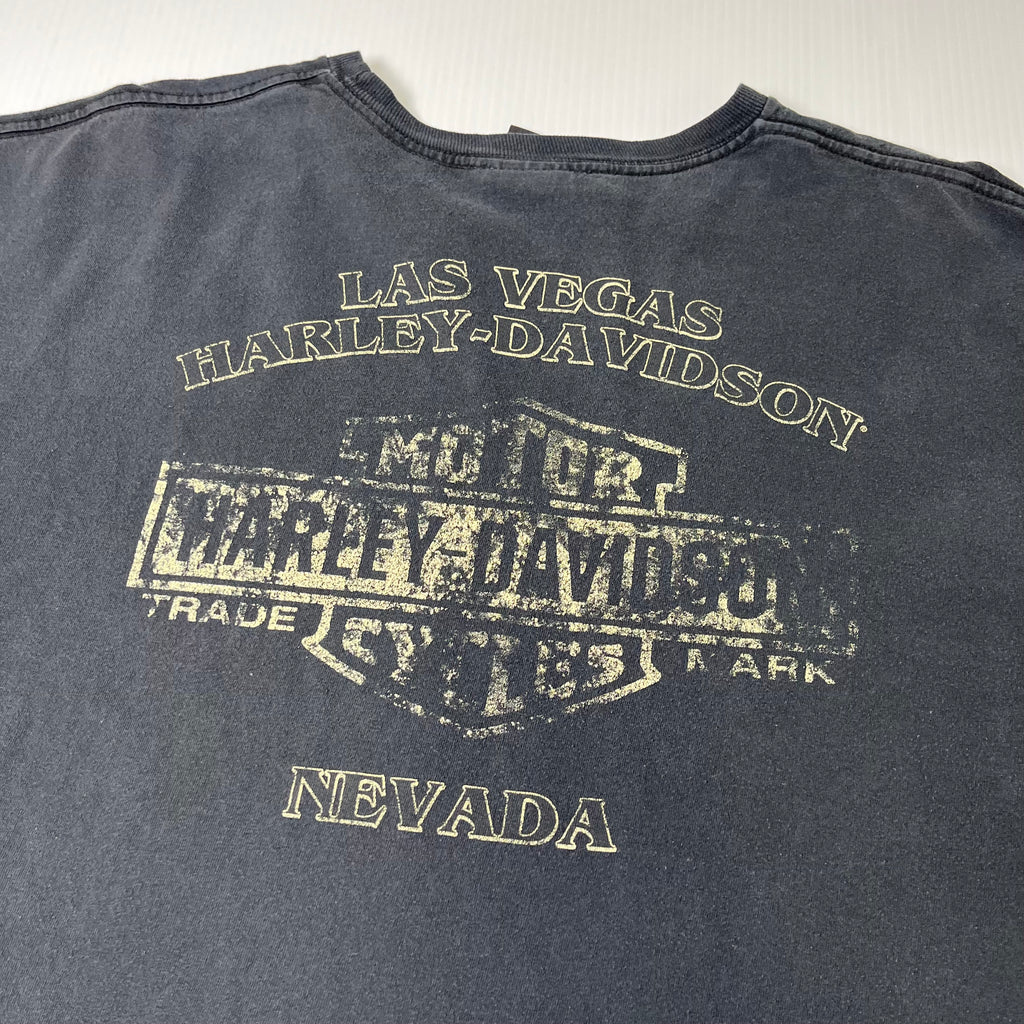 LAS VEGAS
HARLEY-DAVIDSON®
MOTOR
HARLEY-DAVIDSON
TRADE MARK
CYCLES
NEVADA